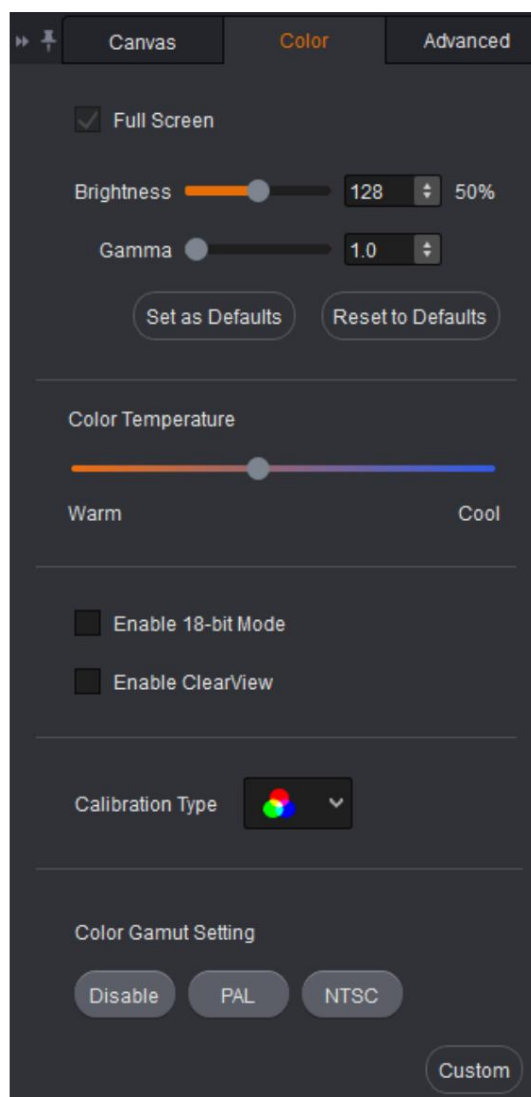 Canvas Color Advanced
Full Screen
Brightness 128 50%
Gamma 1.0
Set as Defaults Reset to Defaults
Color Temperature
Warm Cool
Enable 18-bit Mode
Enable ClearView
Calibration Type
Color Gamut Setting
Disable PAL NTSC
Custom